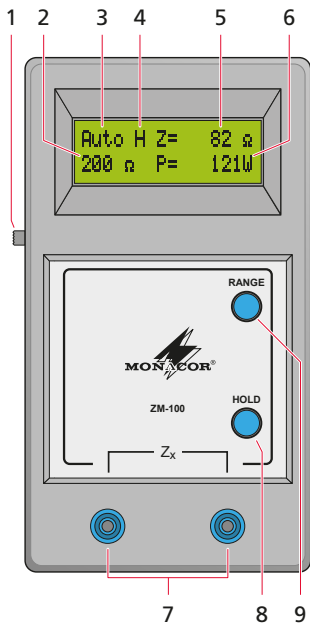 1 3 4 5 6
2
Auto H Z= 82 Ω
200 Ω P= 121W
RANGE
MONACOR®
ZM-100
HOLD
Zx
7 8 9